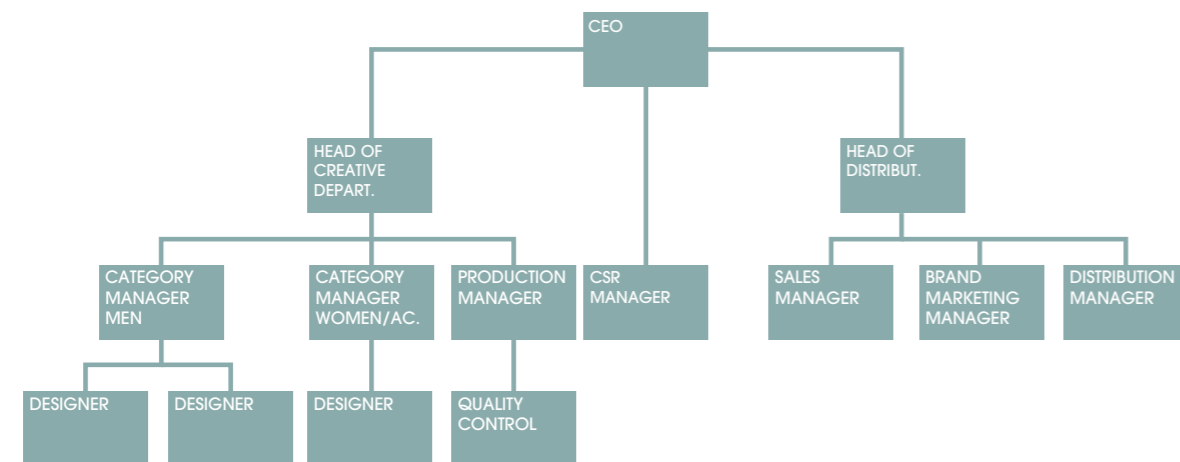 CEO
HEAD OF
CREATIVE
DEPART.
HEAD OF
DISTRIBUT.
CATEGORY
MANAGER
MEN
CATEGORY
MANAGER
WOMEN/AC.
PRODUCTION
MANAGER
CSR
MANAGER
SALES
MANAGER
BRAND
MARKETING
MANAGER
DISTRIBUTION
MANAGER
DESIGNER
DESIGNER
DESIGNER
QUALITY
CONTROL